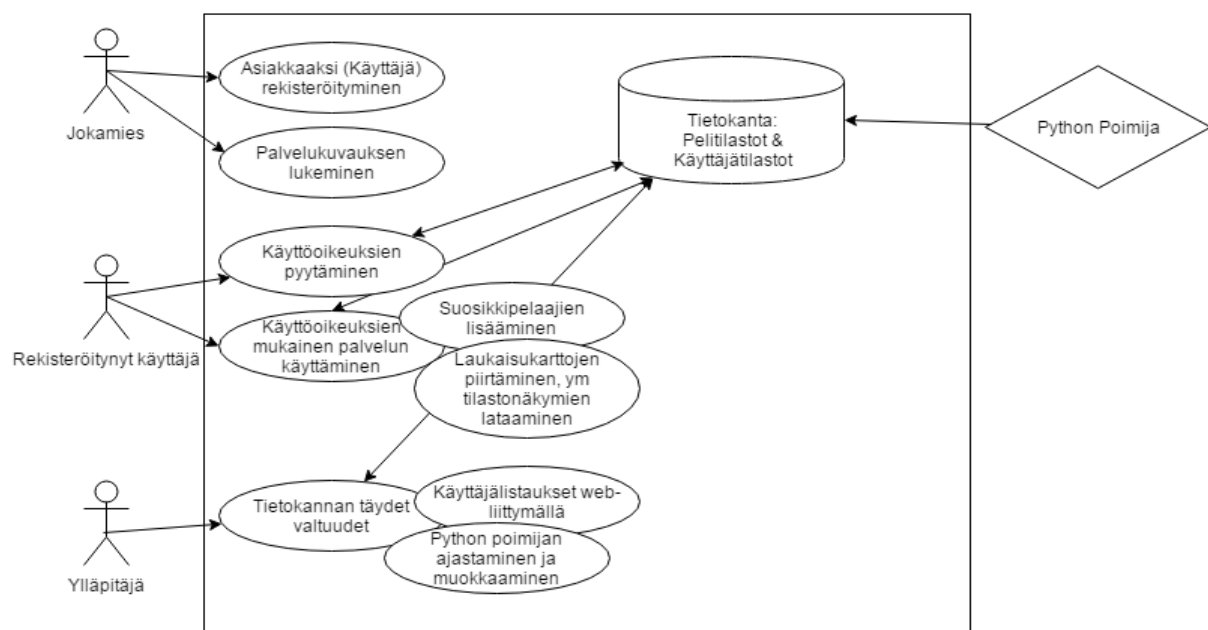 Asiakkaaksi (Käyttäjä)
rekisteröityminen
Jokamies
Palvelukuvauksen
lukeminen
Tietokanta:
Pelitilastot &
Käyttäjätilastot
Python Poimija
Käyttöoikeuksien
pyytäminen
Rekisteröitynyt käyttäjä
Käyttöoikeuksien
mukainen palvelun
käyttäminen
Suosikkipelaajien
lisääminen
Laukaisukarttojen
piirtäminen, ym
tilastonäkymien
lataaminen
Ylläpitäjä
Tietokannan täydet
valtuudet
Käyttäjälistaukset web-
liittymällä
Python poimijan
ajastaminen ja
muokkaaminen